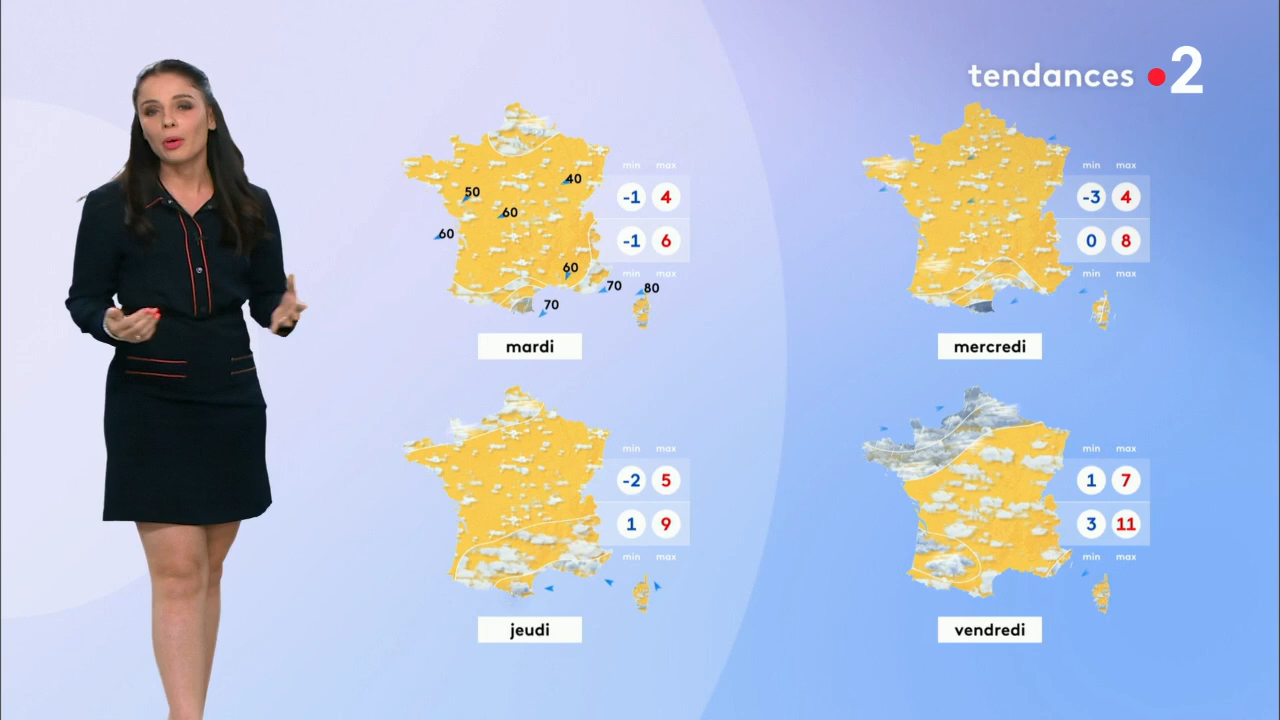 tendances 2
50
40
60
60
60
70
80
70
min max
-1 4
-1 6
min max
mardi
min max
-3 4
0 8
min max
mercredi
min max
-2 5
1 9
min max
jeudi
min max
1 7
3 11
min max
vendredi